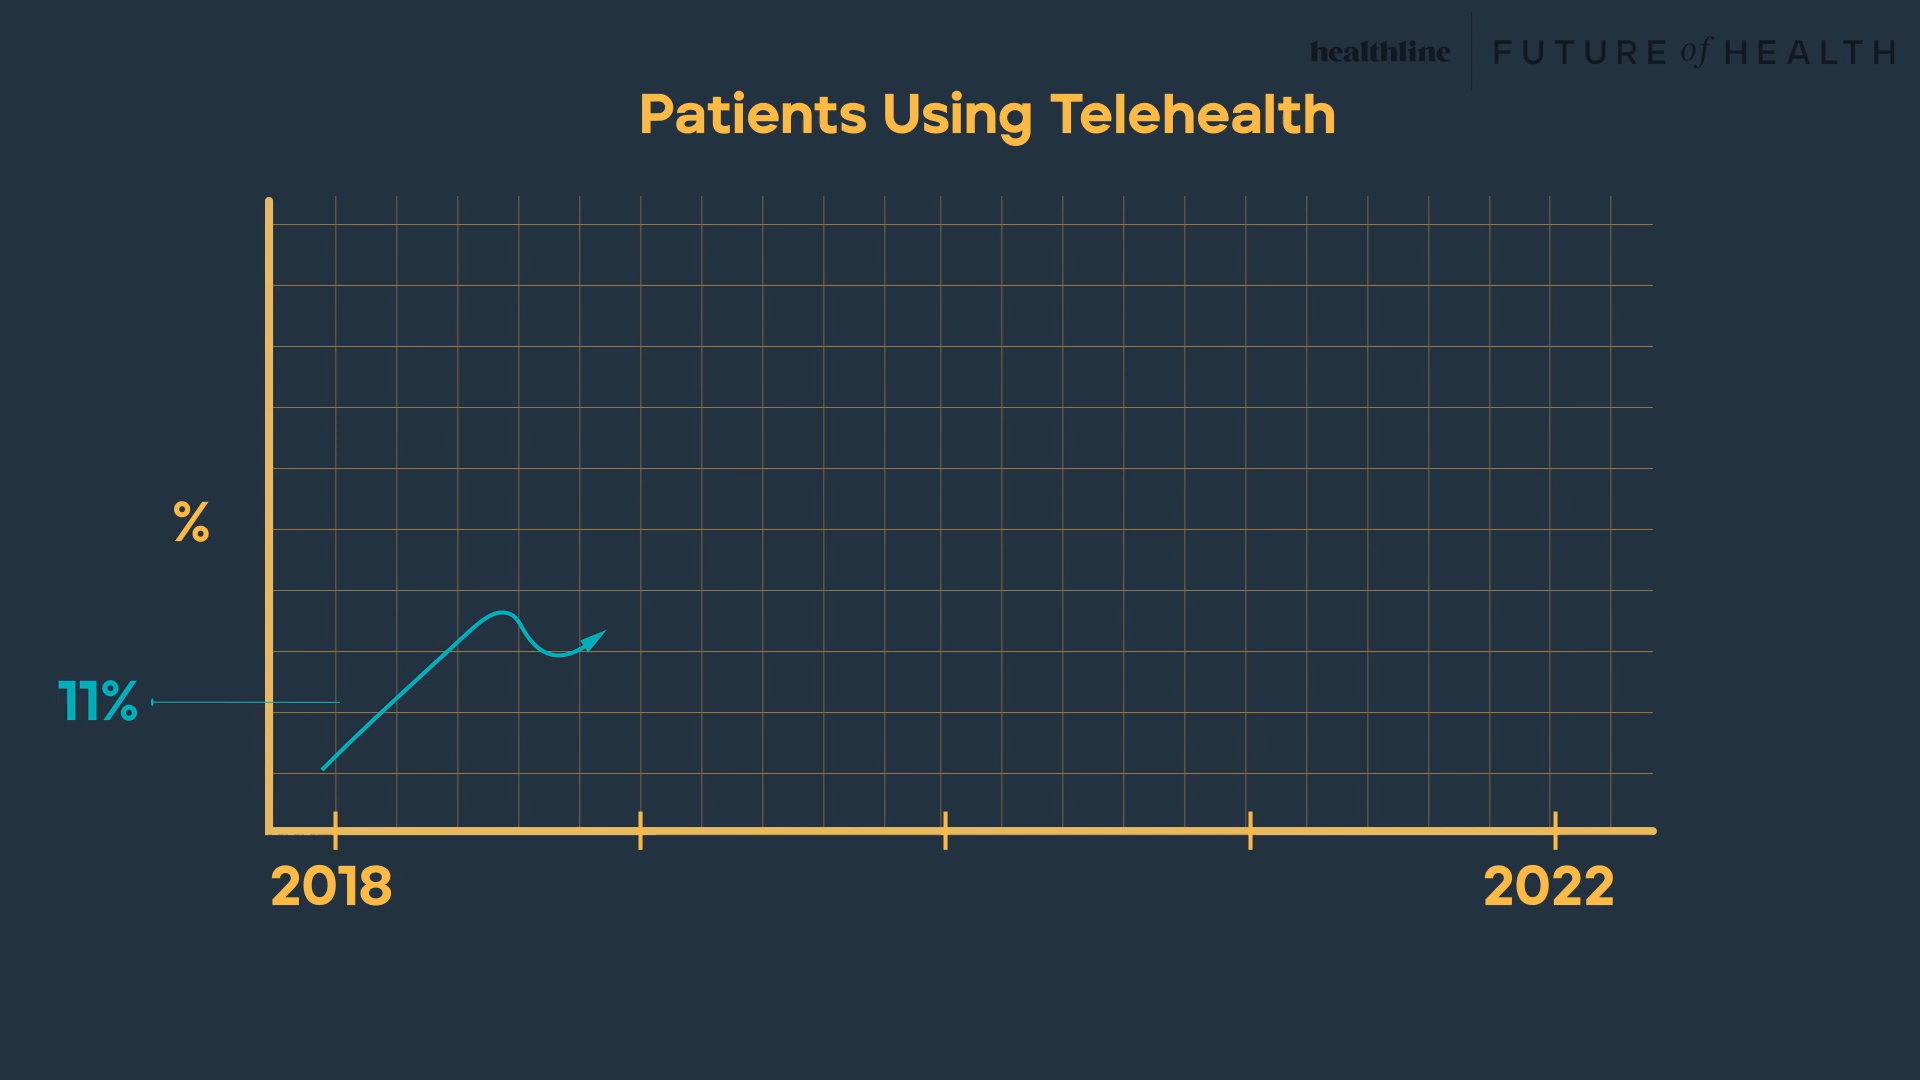 healthline
FUTURE of HEALTH
Patients Using Telehealth
%
11%
2018
2022